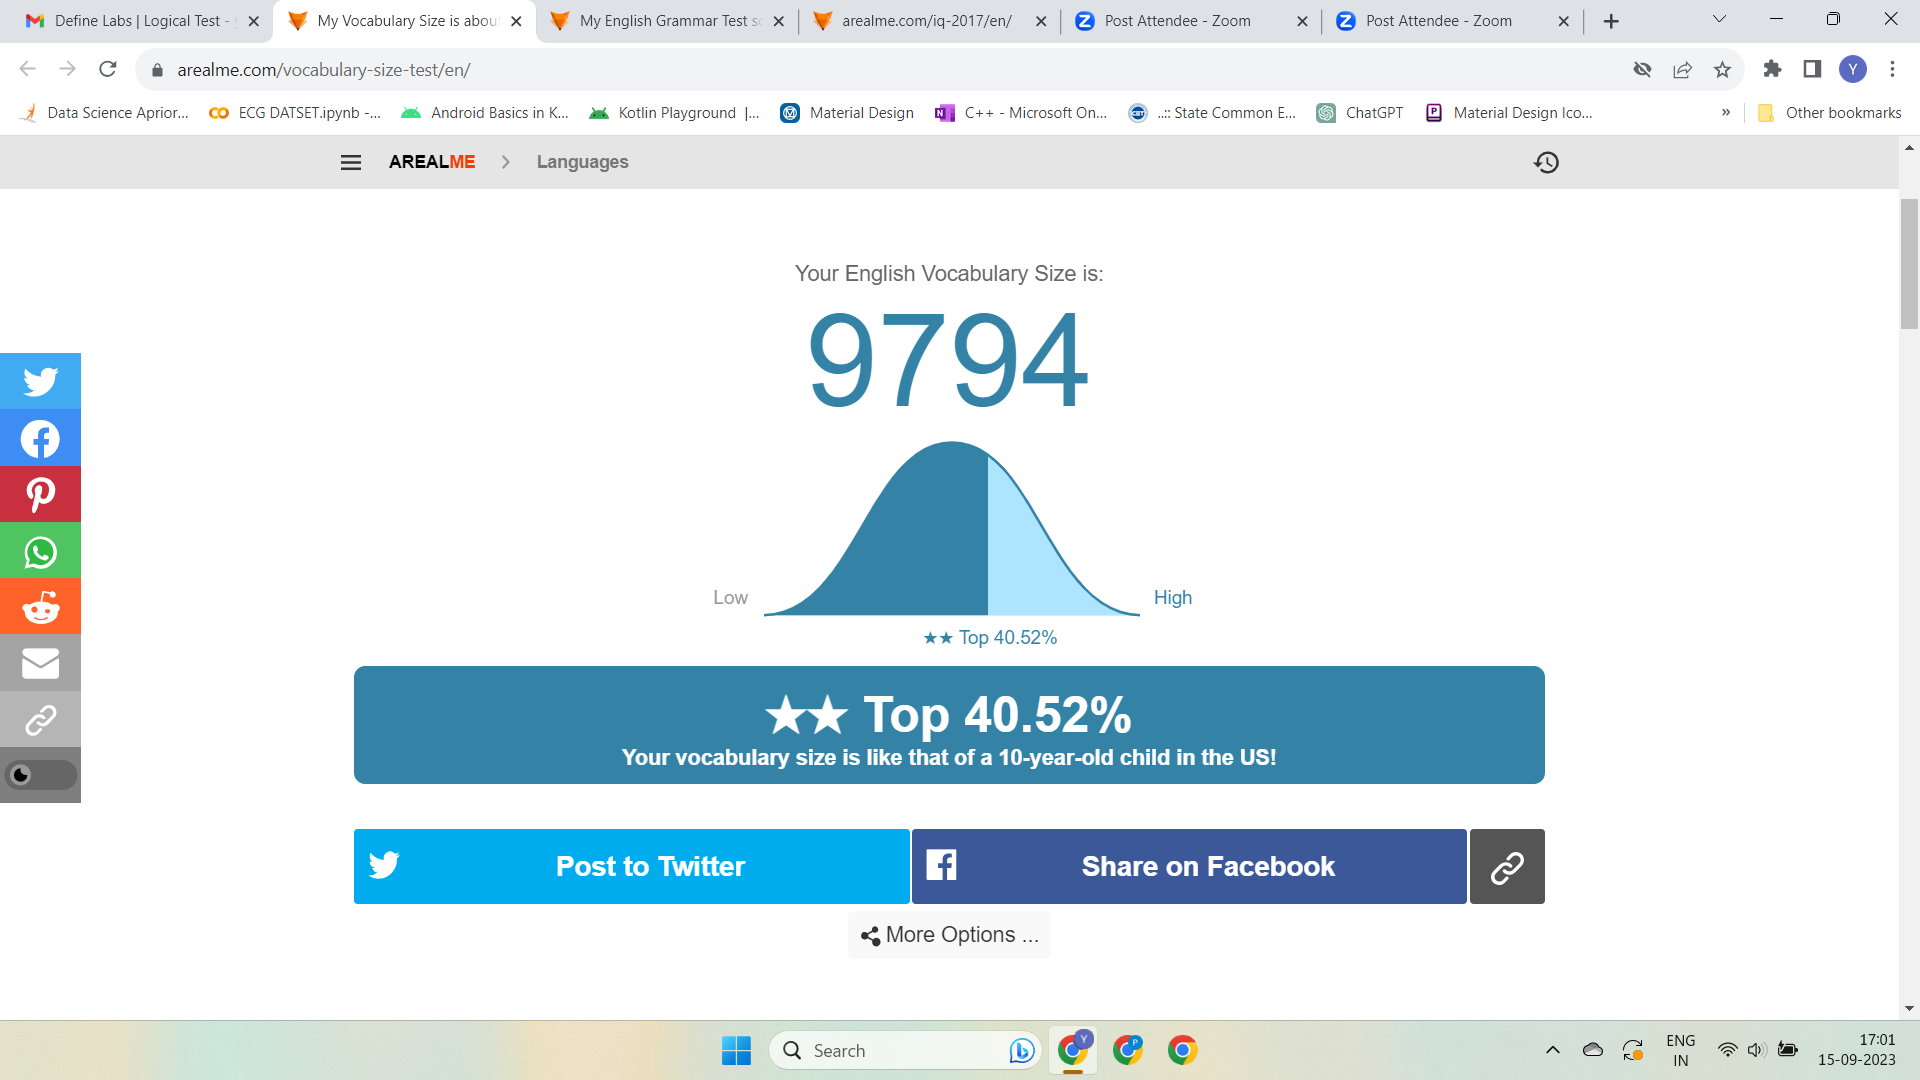 Define Labs | Logical Test -
My Vocabulary Size is abou
My English Grammar Test s
arealme.com/iq-2017/en/
Post Attendee - Zoom
Post Attendee - Zoom
arealme.com/vocabulary-size-test/en/
Y
Data Science Aprior...
ECG DATSET.ipynb -...
Android Basics in K...
Kotlin Playground |...
Material Design
C++ - Microsoft On...
..:: State Common E...
ChatGPT
Material Design Ico...
»
Other bookmarks
AREALME > Languages
Your English Vocabulary Size is:
9794
Low
High
★★ Top 40.52%
★★ Top 40.52%
Your vocabulary size is like that of a 10-year-old child in the US!
Post to Twitter
Share on Facebook
More Options ...
Search
ENG
IN
17:01
15-09-2023